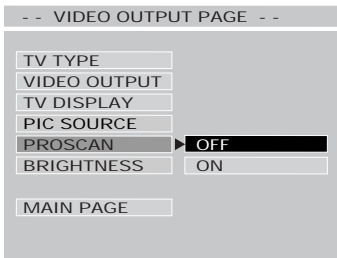 - - VIDEO OUTPUT PAGE - -
TV TYPE
VIDEO OUTPUT
TV DISPLAY
PIC SOURCE
PROSCAN OFF
BRIGHTNESS ON
MAIN PAGE